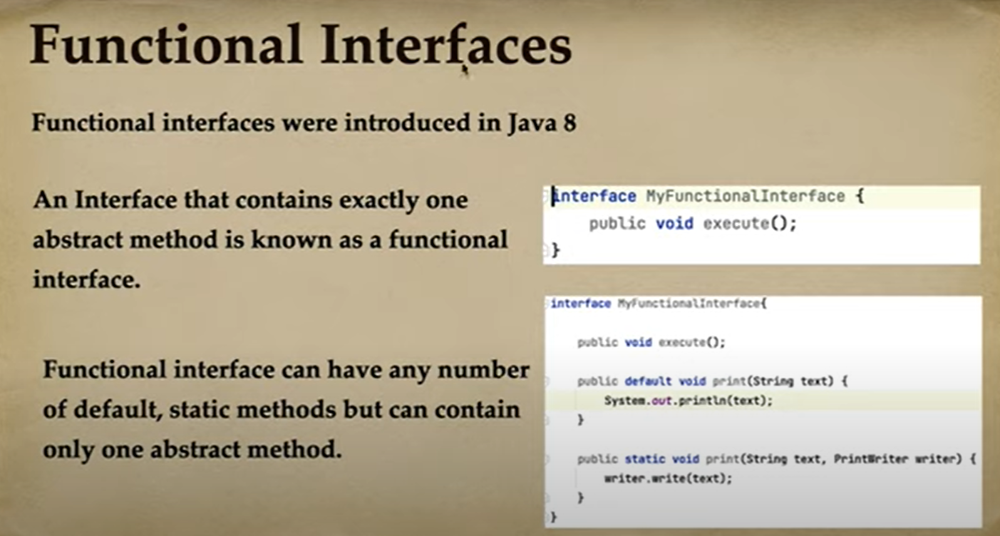 Functional Interfaces
Functional interfaces were introduced in Java 8
An Interface that contains exactly one
abstract method is known as a functional
interface.
interface MyFunctionalInterface {
public void execute();
}
Functional interface can have any number
of default, static methods but can contain
only one abstract method.
interface MyFunctionalInterface{
public void execute();
public default void print(String text) {
System.out.println(text);
}
public static void print(String text, PrintWriter writer) {
writer.write(text);
}
}